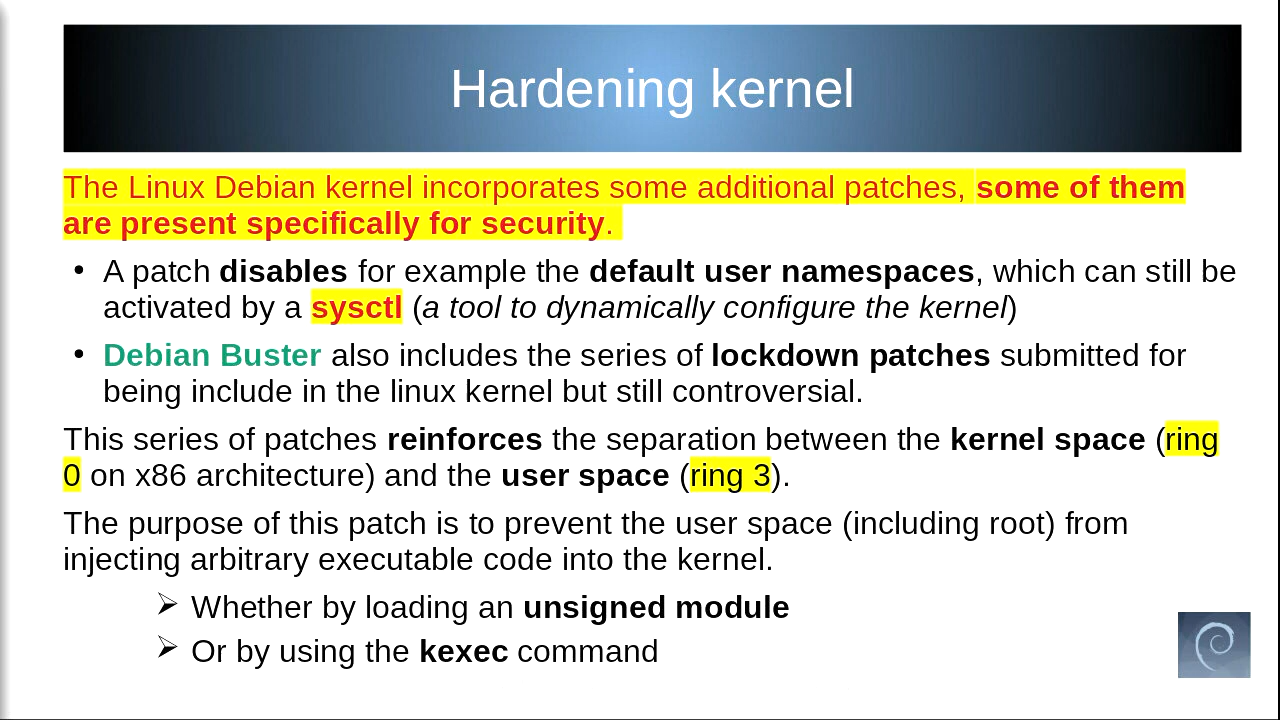 Hardening kernel
The Linux Debian kernel incorporates some additional patches, some of them
are present specifically for security.
• A patch disables for example the default user namespaces, which can still be
activated by a sysctl (a tool to dynamically configure the kernel)
• Debian Buster also includes the series of lockdown patches submitted for
being include in the linux kernel but still controversial.
This series of patches reinforces the separation between the kernel space (ring
0 on x86 architecture) and the user space (ring 3).
The purpose of this patch is to prevent the user space (including root) from
injecting arbitrary executable code into the kernel.
➢ Whether by loading an unsigned module
➢ Or by using the kexec command